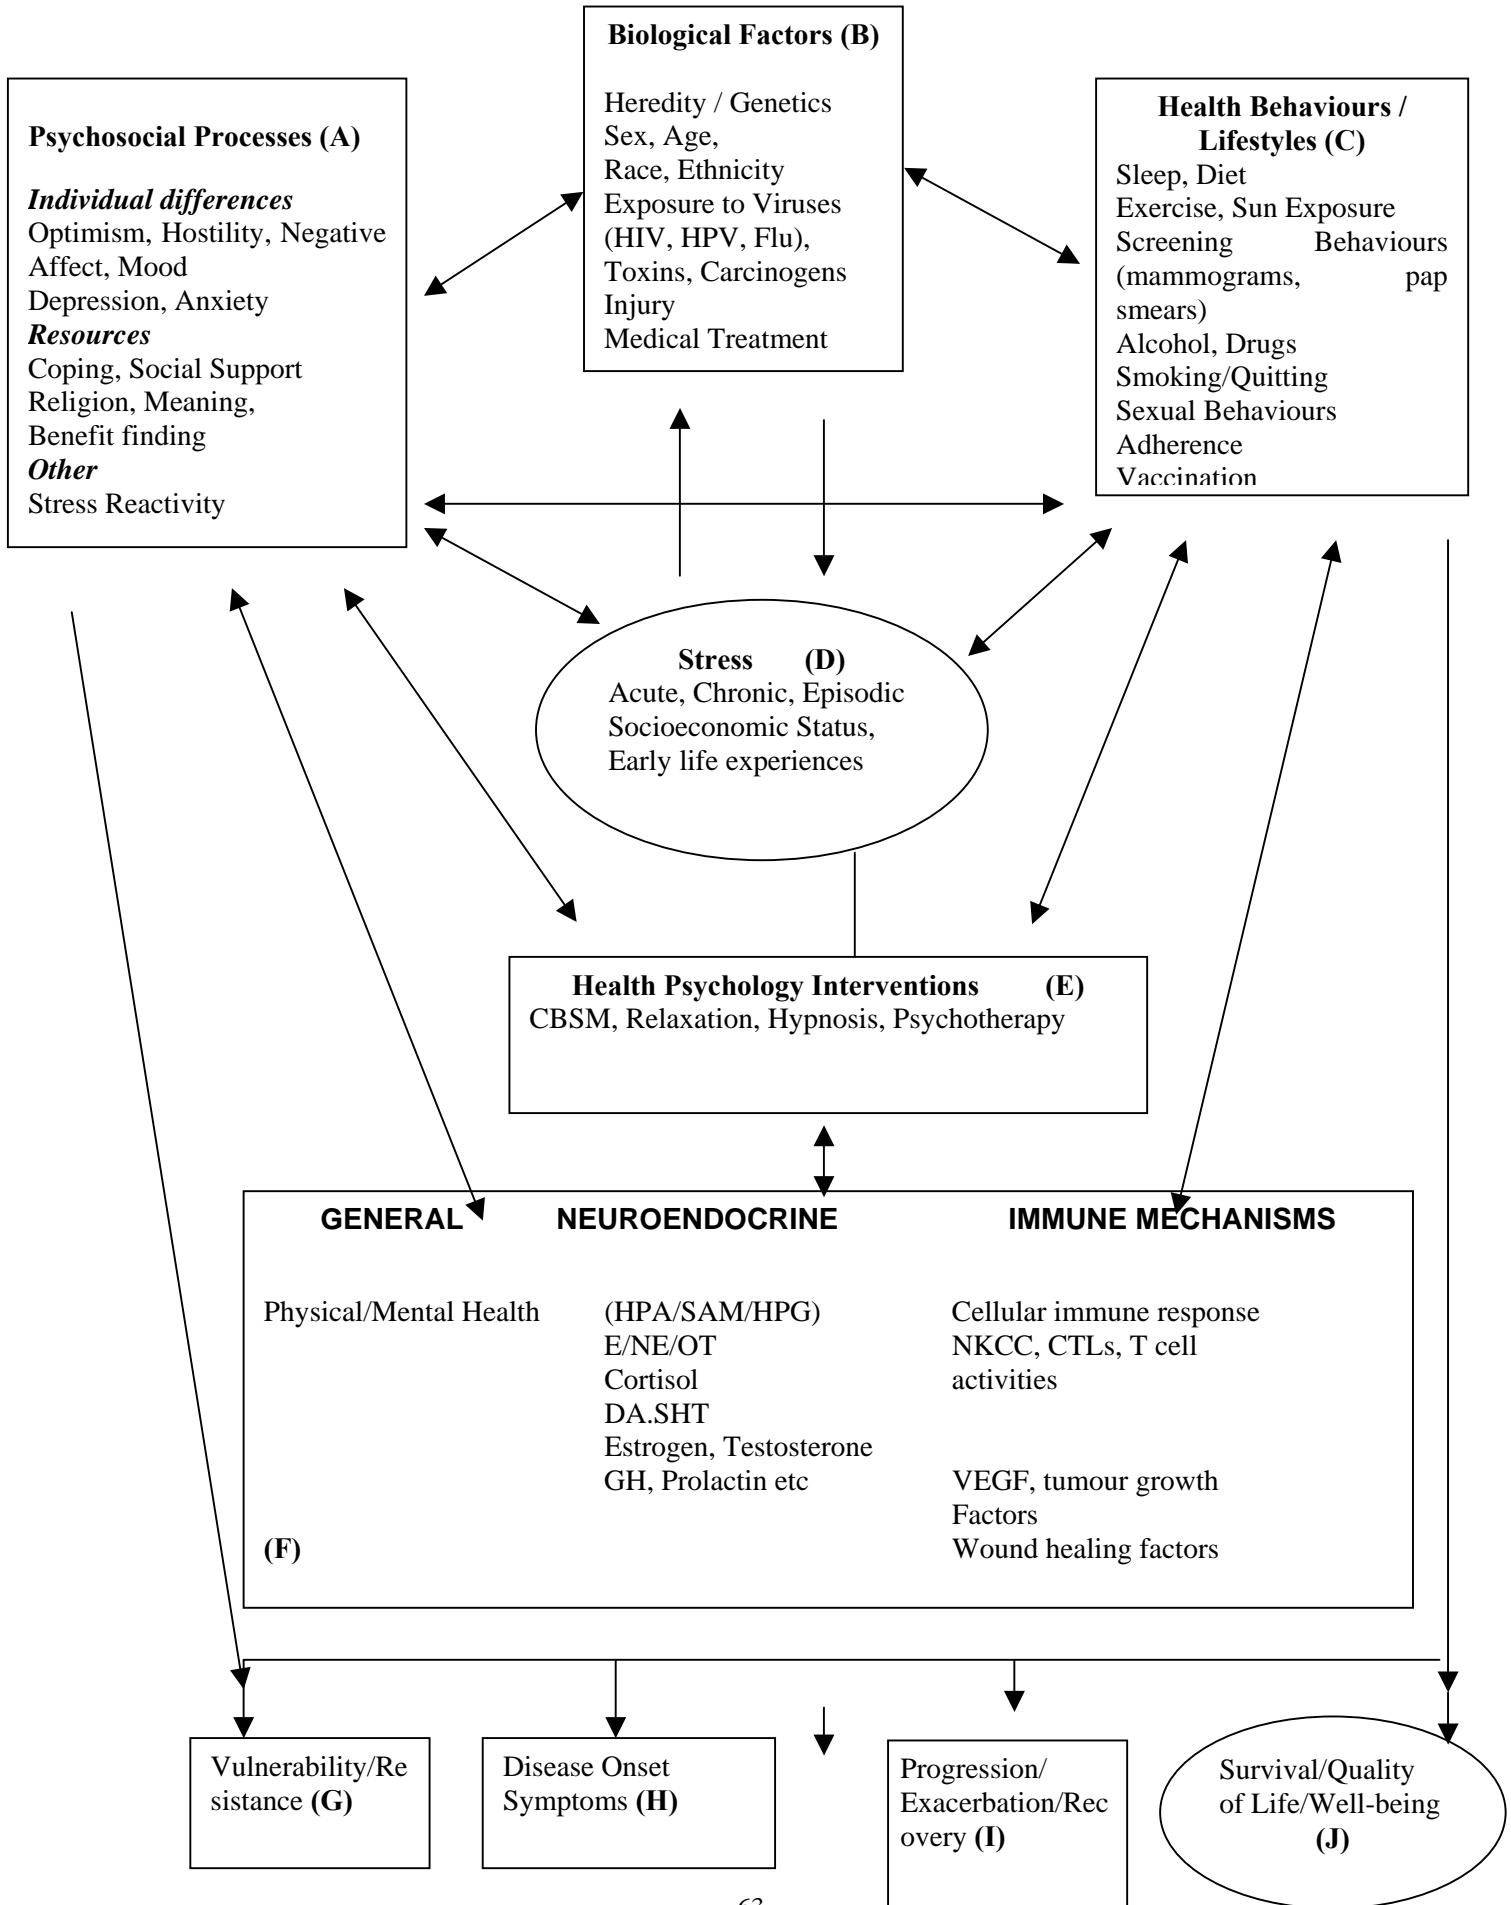 Biological Factors (B)
Heredity / Genetics
Sex, Age,
Race, Ethnicity
Exposure to Viruses
(HIV, HPV, Flu),
Toxins, Carcinogens
Injury
Medical Treatment
Psychosocial Processes (A)
Individual differences
Optimism, Hostility, Negative
Affect, Mood
Depression, Anxiety
Resources
Coping, Social Support
Religion, Meaning,
Benefit finding
Other
Stress Reactivity
Health Behaviours /
Lifestyles (C)
Sleep, Diet
Exercise, Sun Exposure
Screening Behaviours
(mammograms, pap
smears)
Alcohol, Drugs
Smoking/Quitting
Sexual Behaviours
Adherence
Vaccination
Stress (D)
Acute, Chronic, Episodic
Socioeconomic Status,
Early life experiences
Health Psychology Interventions (E)
CBSM, Relaxation, Hypnosis, Psychotherapy
GENERAL NEUROENDOCRINE IMMUNE MECHANISMS
Physical/Mental Health
(F)
(HPA/SAM/HPG)
E/NE/OT
Cortisol
DA.SHT
Estrogen, Testosterone
GH, Prolactin etc
Cellular immune response
NKCC, CTLs, T cell
activities
VEGF, tumour growth
Factors
Wound healing factors
Vulnerability/Re
sistance (G)
Disease Onset
Symptoms (H)
Progression/
Exacerbation/Rec
overy (I)
Survival/Quality
of Life/Well-being
(J)